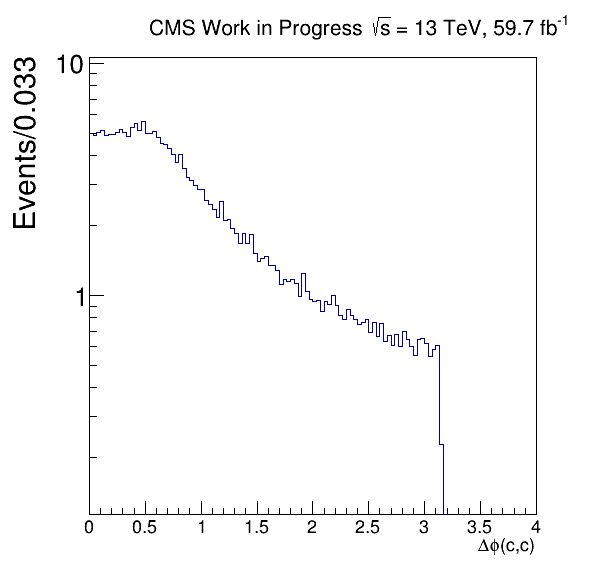 CMS Work in Progress √s = 13 TeV, 59.7 fb⁻¹
Events/0.033
10
1
0 0.5 1 1.5 2 2.5 3 3.5 4
Δϕ(c,c)